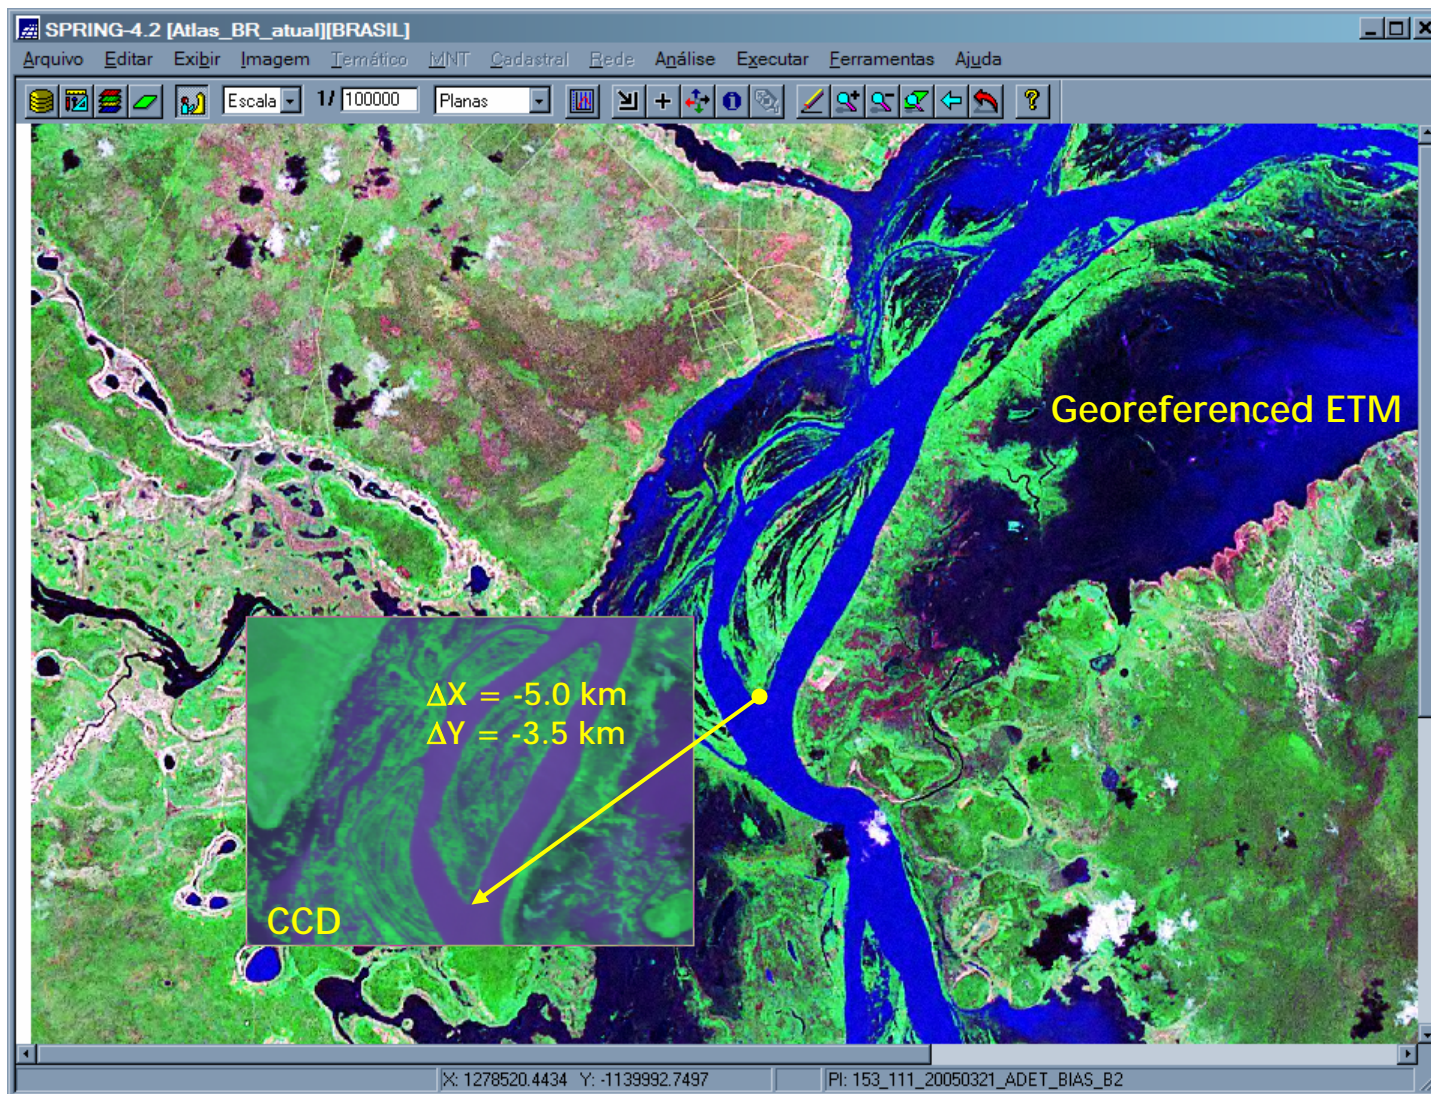 SPRING-4.2 [Atlas_BR_atual][BRASIL]
Arquivo Editar Exibir Imagem Temático MNT Cadastral Rede Análise Executar Ferramentas Ajuda
Escala 1/ 100000 Planas
Georeferenced ETM
ΔX = -5.0 km
ΔY = -3.5 km
CCD
X: 1278520.4434 Y: -1139992.7497 PI: 153_111_20050321_ADET_BIAS_B2